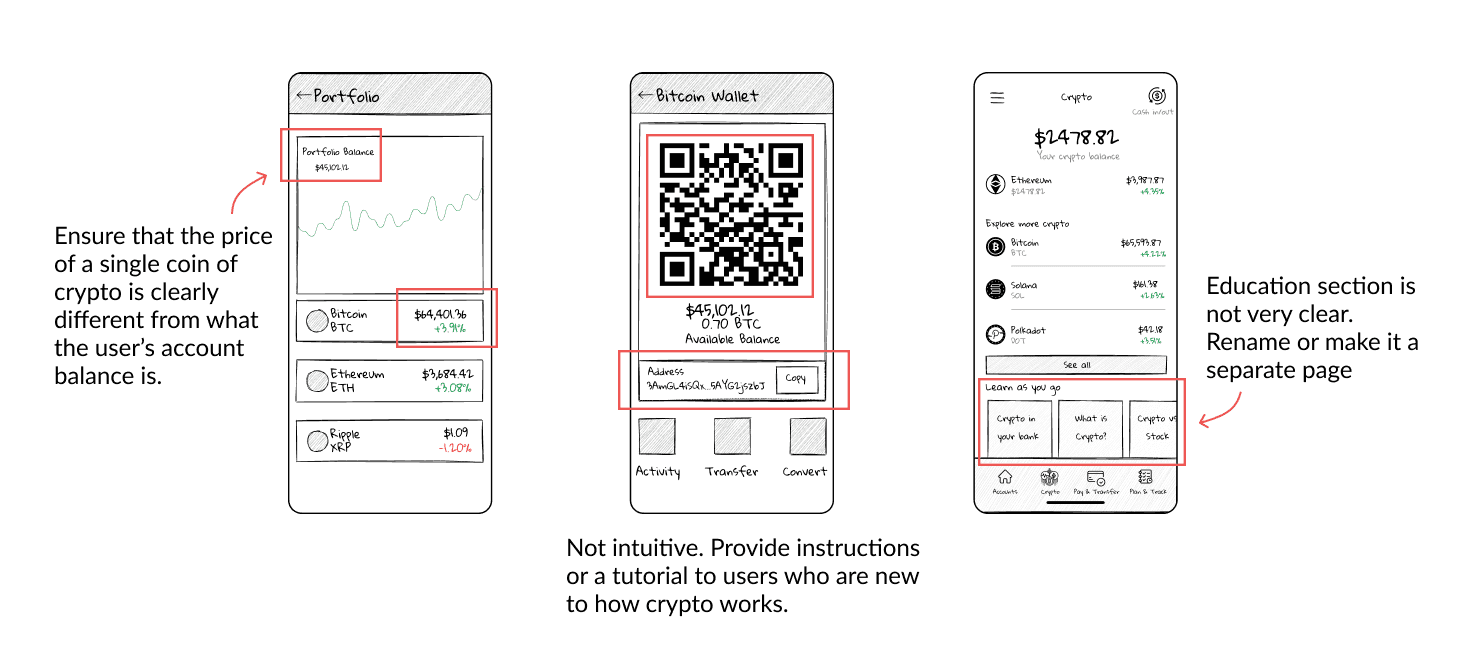 ←Portfolio
Portfolio Balance
$45,102.12
Ensure that the price
of a single coin of
crypto is clearly
different from what
the user's account
balance is.
Bitcoin $64,401.36
BTC +3.91%
Ethereum $3,684.42
ETH +3.08%
Ripple $1.09
XRP -1.20%
←Bitcoin Wallet
$45,102.12
0.70 BTC
Available Balance
Address
3AmGL4iSQx...5AYG2jszbJ
Copy
Activity Transfer Convert
Not intuitive. Provide instructions
or a tutorial to users who are new
to how crypto works.
Crypto
Cash in/out
$2478.82
Your crypto balance
Ethereum $3,987.87
$2478.82 +4.35%
Explore more crypto
Bitcoin $65,593.87
BTC +4.22%
Solana $161.38
SOL +2.63%
Polkadot $42.18
DOT +3.51%
See all
Learn as you go
Crypto in
your bank
What is
Crypto?
Crypto vs
Stock
Accounts Crypto Pay & Transfer Plan & Track
Education section is
not very clear.
Rename or make it a
separate page